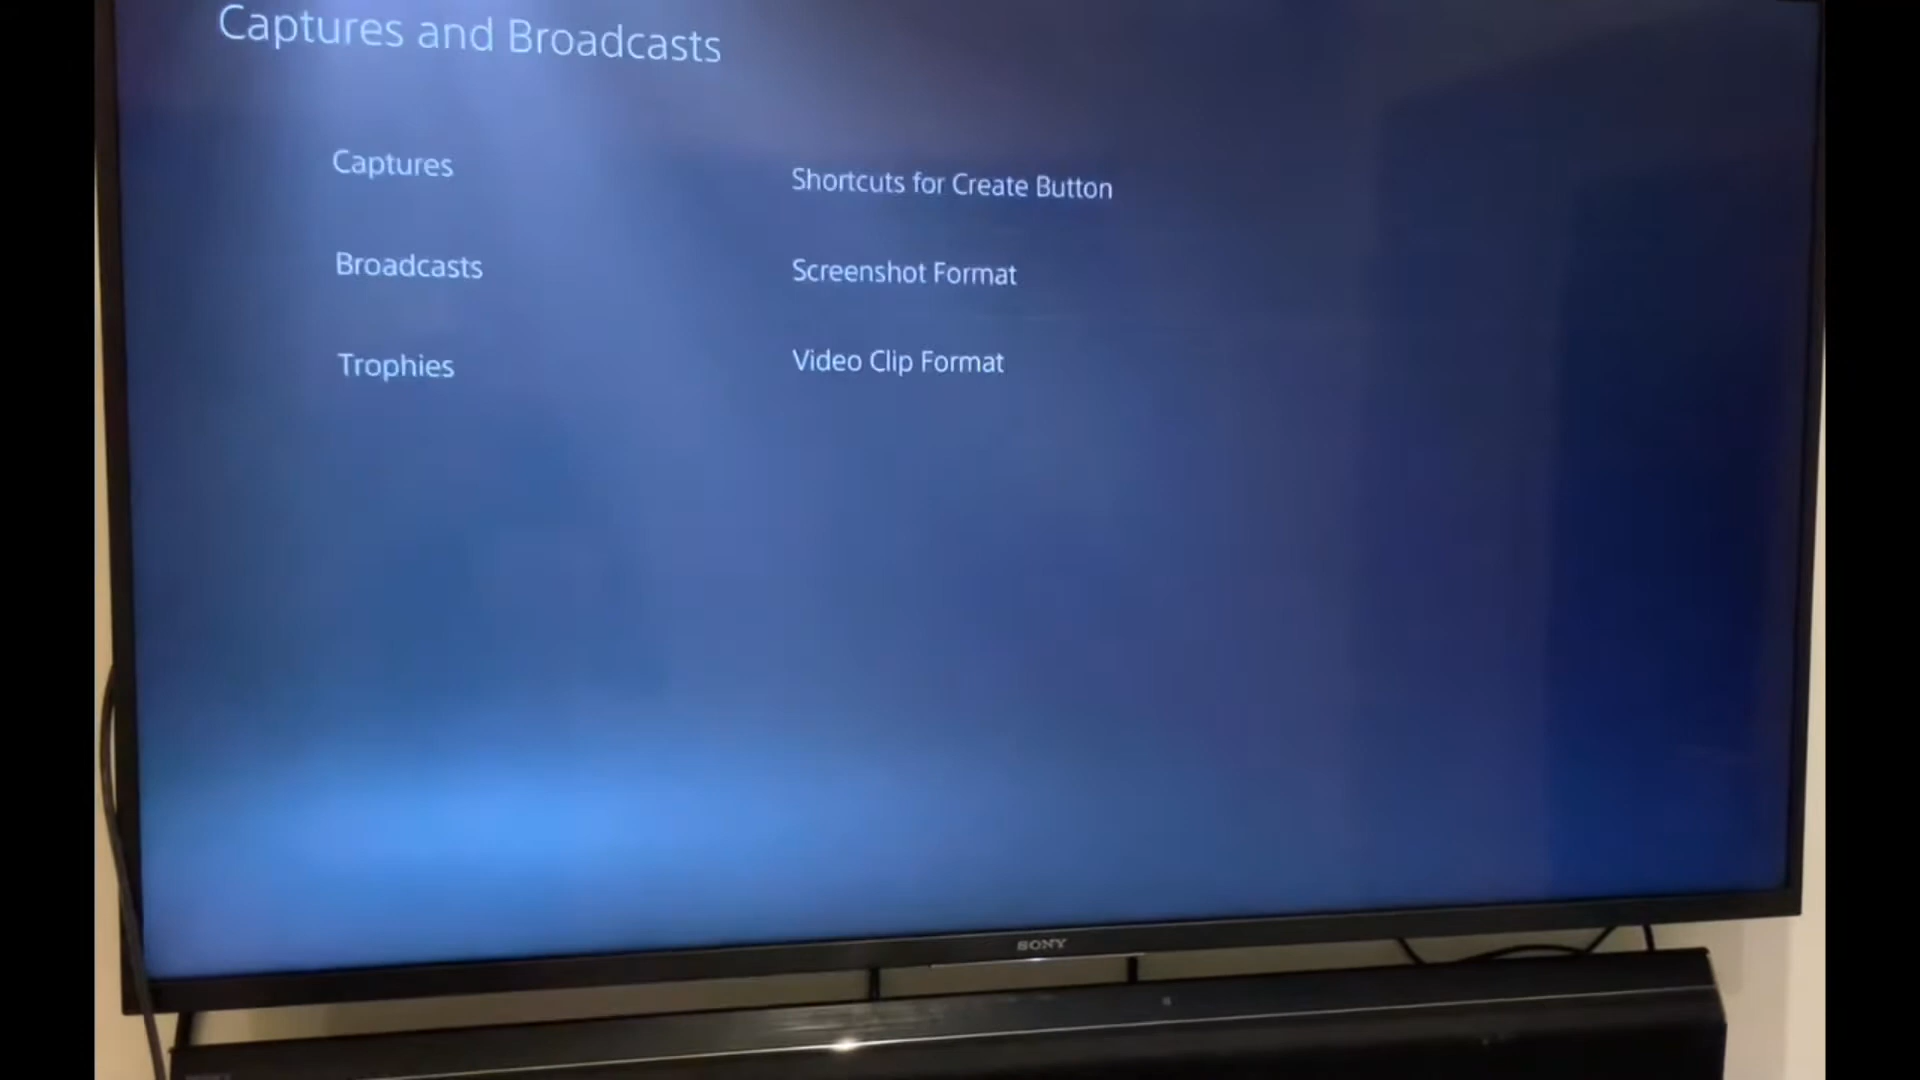 Captures and Broadcasts
Captures
Broadcasts
Trophies
Shortcuts for Create Button
Screenshot Format
Video Clip Format
SONY